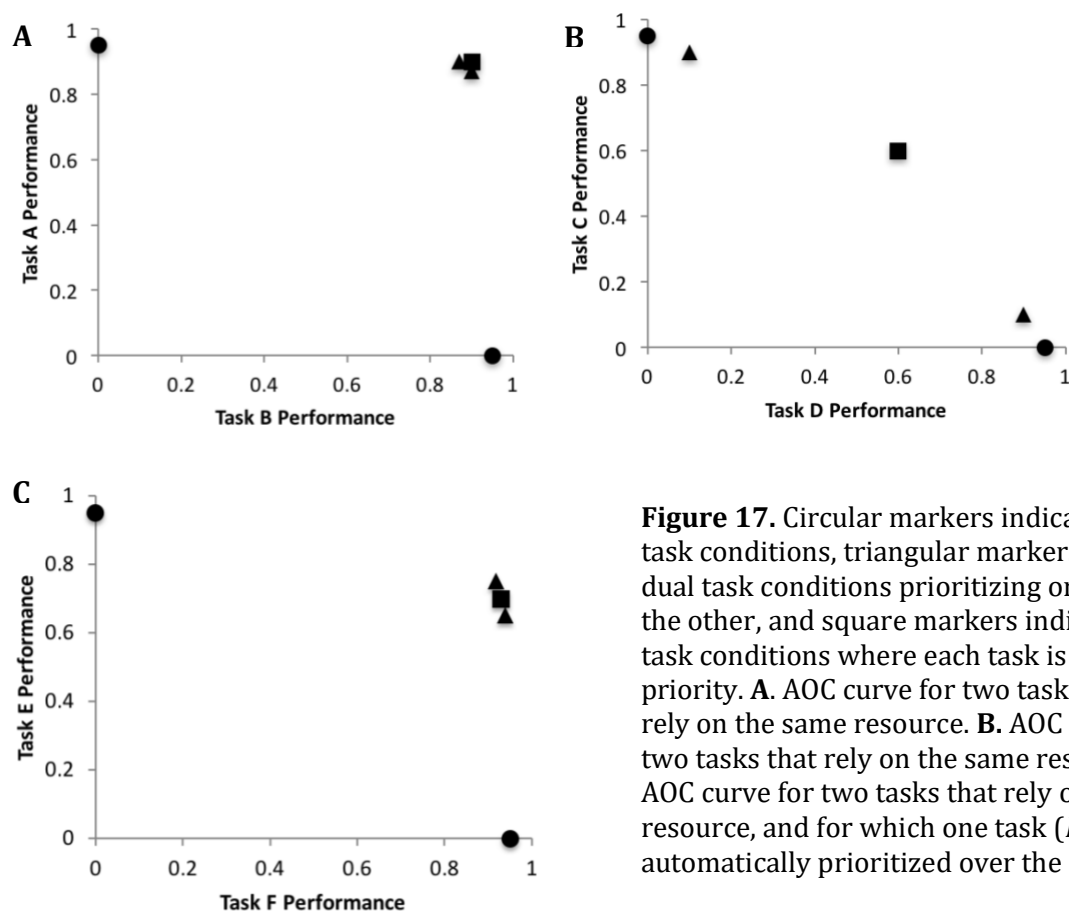 A
1
0.8
0.6
0.4
0.2
0
Task A Performance
0 0.2 0.4 0.6 0.8 1
Task B Performance
B
1
0.8
0.6
0.4
0.2
0
Task C Performance
0 0.2 0.4 0.6 0.8 1
Task D Performance
C
1
0.8
0.6
0.4
0.2
0
Task E Performance
0 0.2 0.4 0.6 0.8 1
Task F Performance
Figure 17. Circular markers indica
task conditions, triangular marker
dual task conditions prioritizing or
the other, and square markers indi
task conditions where each task is
priority. A. AOC curve for two task
rely on the same resource. B. AOC
two tasks that rely on the same res
AOC curve for two tasks that rely o
resource, and for which one task (A
automatically prioritized over the